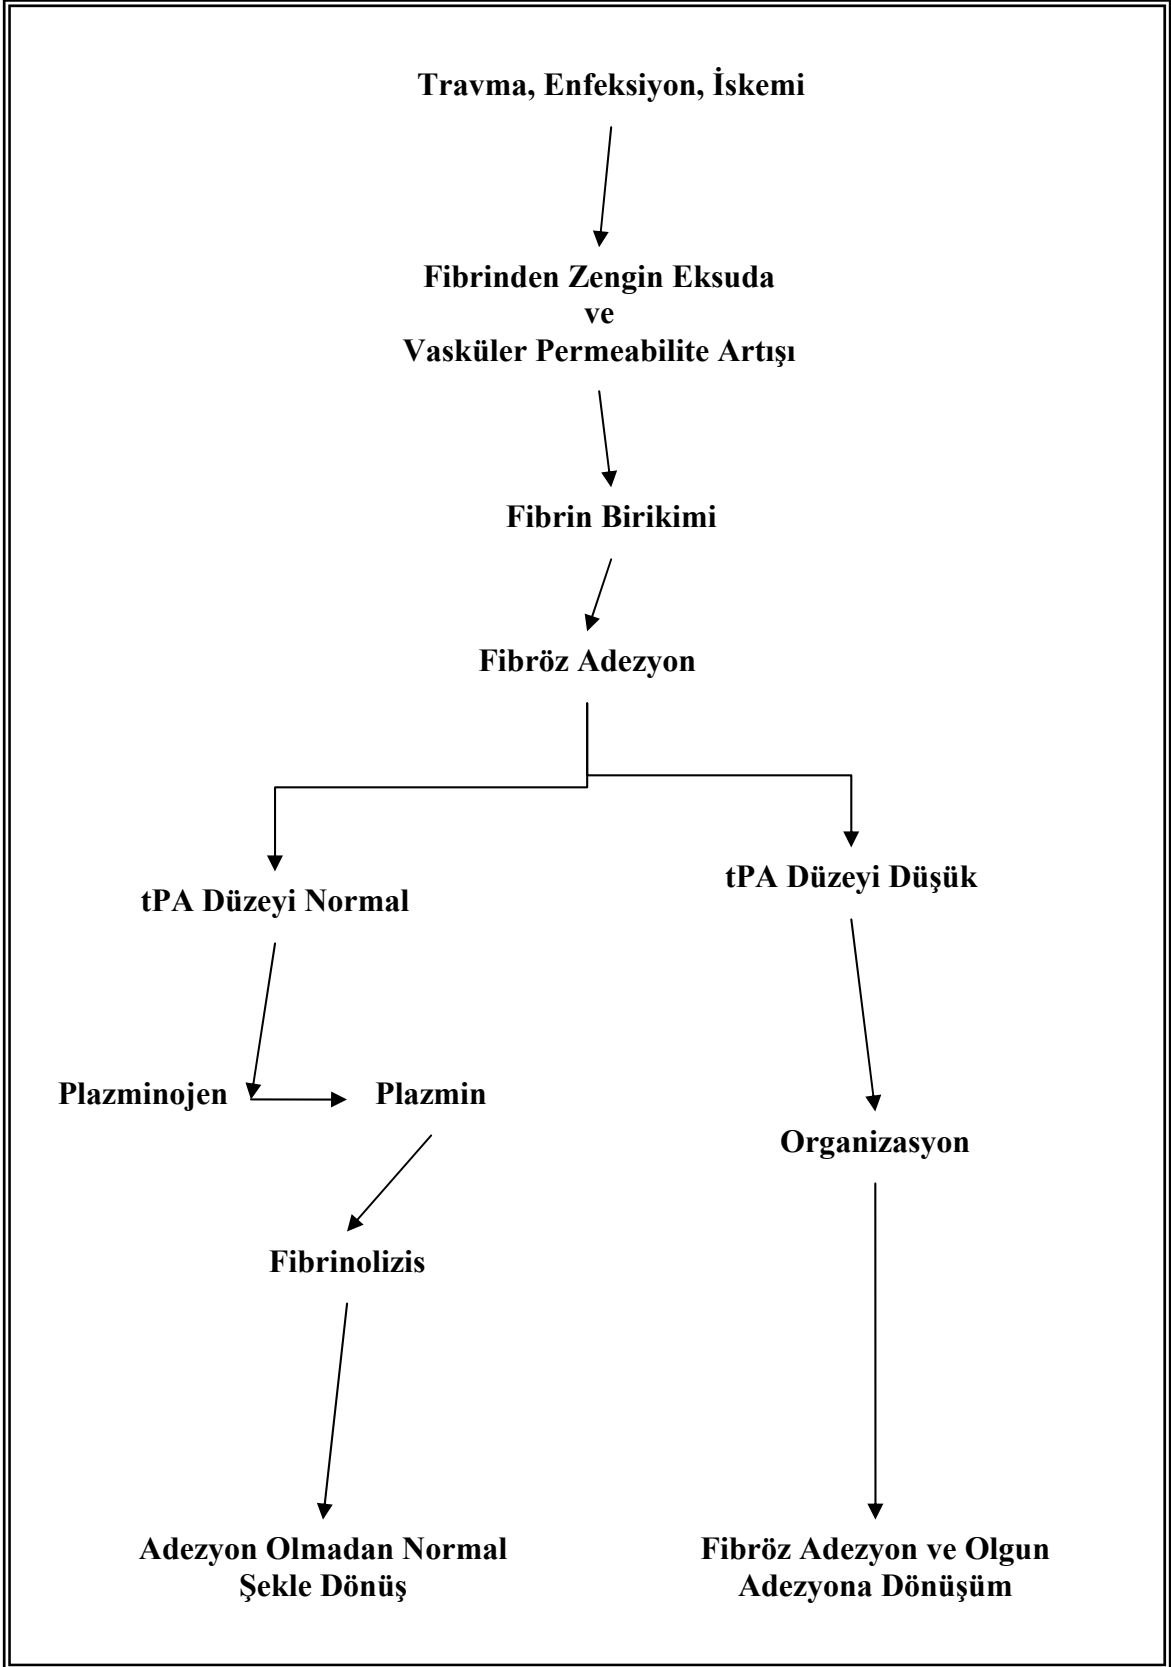 Travma, Enfeksiyon, İskemi
Fibrinden Zengin Eksuda
ve
Vasküler Permeabilite Artışı
Fibrin Birikimi
Fibröz Adezyon
tPA Düzeyi Normal
tPA Düzeyi Düşük
Plazminojen
Plazmin
Organizasyon
Fibrinolizis
Adezyon Olmadan Normal
Şekle Dönüş
Fibröz Adezyon ve Olgun
Adezyona Dönüşüm